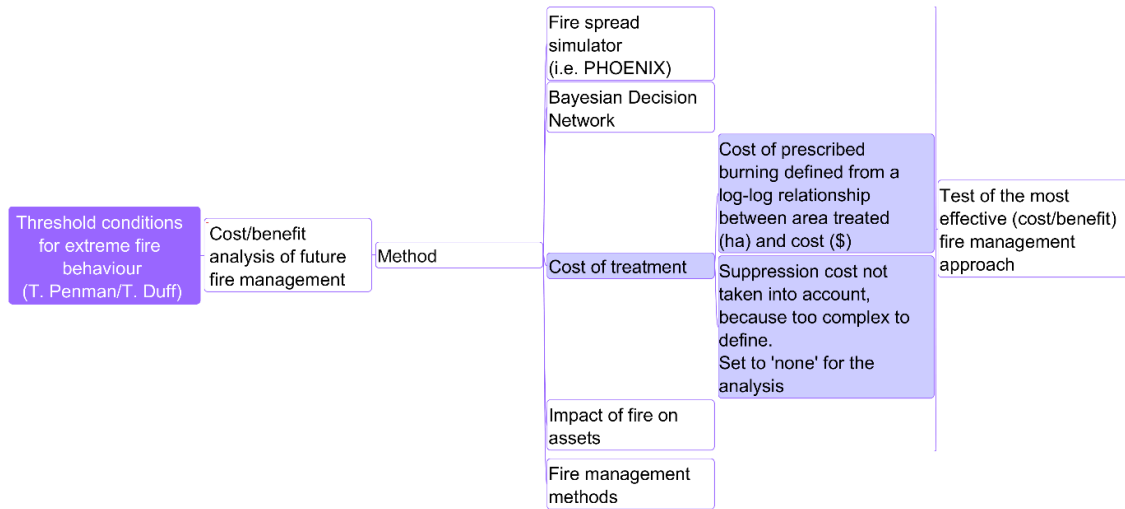 Threshold conditions
for extreme fire
behaviour
(T. Penman/T. Duff)
Cost/benefit
analysis of future
fire management
Method
Fire spread
simulator
(i.e. PHOENIX)
Bayesian Decision
Network
Cost of treatment
Impact of fire on
assets
Fire management
methods
Cost of prescribed
burning defined from a
log-log relationship
between area treated
(ha) and cost ($)
Suppression cost not
taken into account,
because too complex to
define.
Set to 'none' for the
analysis
Test of the most
effective (cost/benefit)
fire management
approach